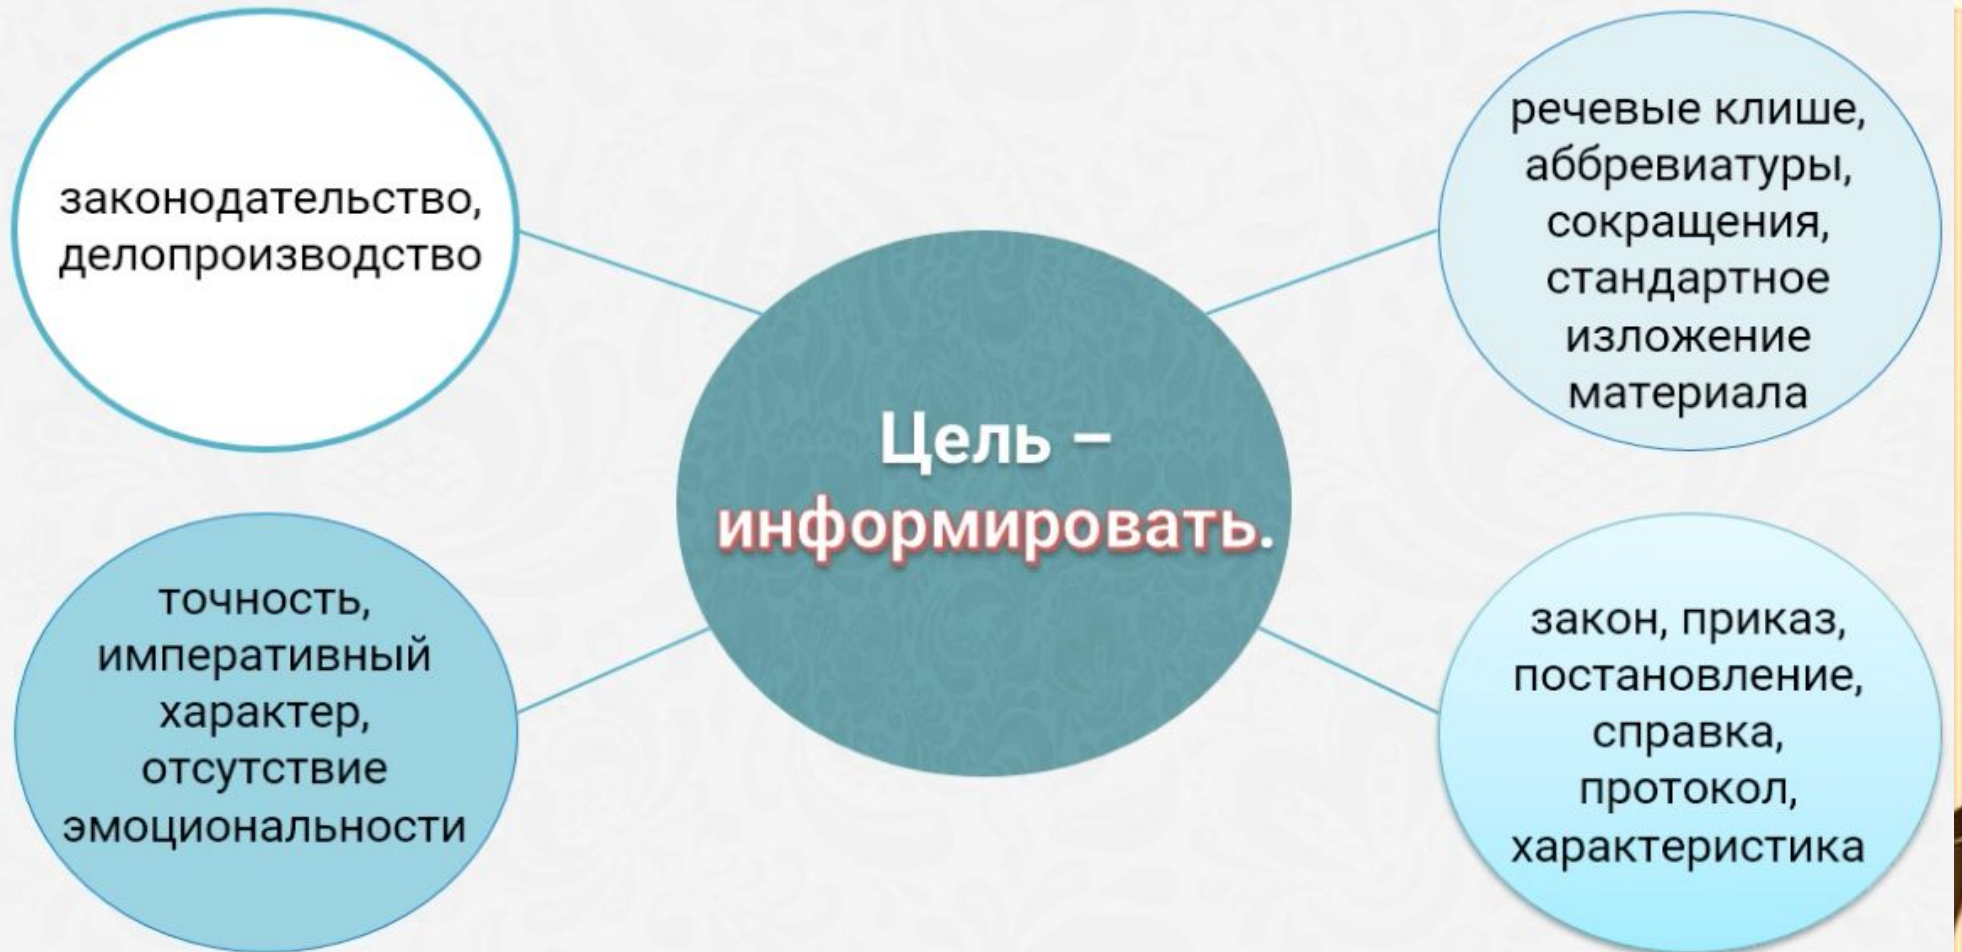 законодательство,
делопроизводство
речевые клише,
аббревиатуры,
сокращения,
стандартное
изложение
материала
Цель –
информировать.
точность,
императивный
характер,
отсутствие
эмоциональности
закон, приказ,
постановление,
справка,
протокол,
характеристика